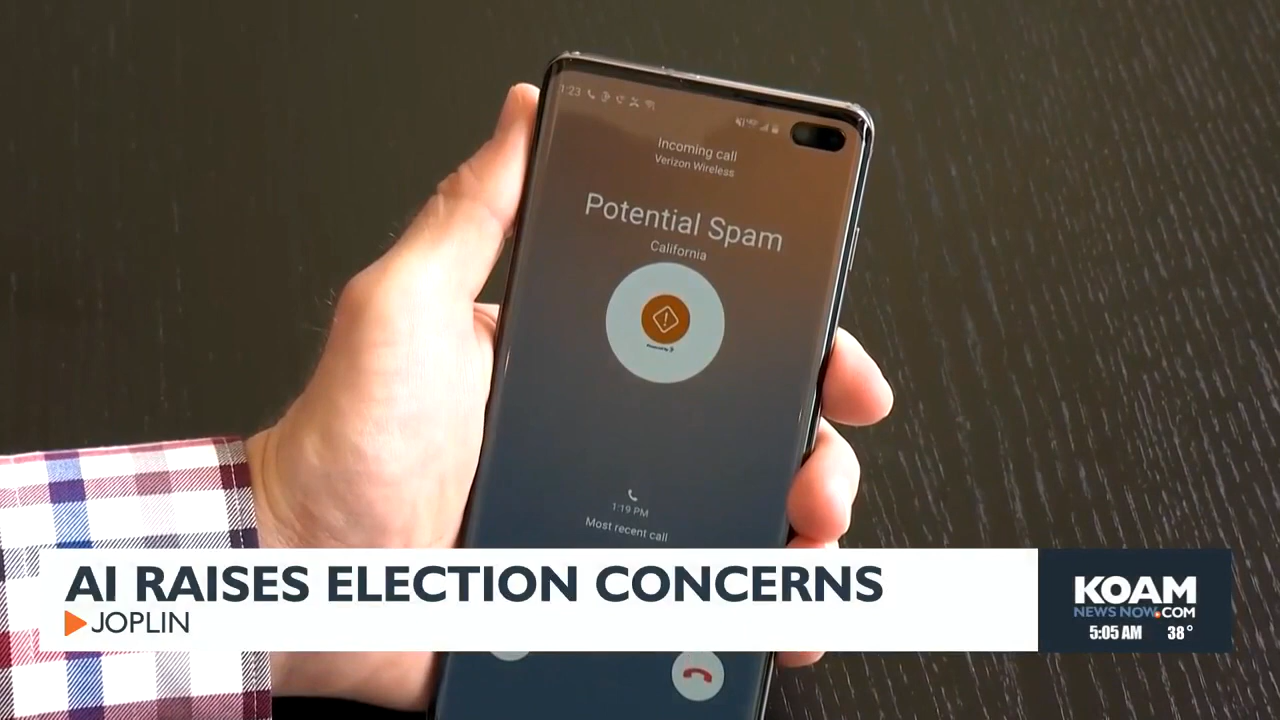 1:23
Incoming call
Verizon Wireless
Potential Spam
California
1:19 PM
Most recent call
AI RAISES ELECTION CONCERNS
JOPLIN
KOAM
NEWS NOW.COM
5:05 AM 38°